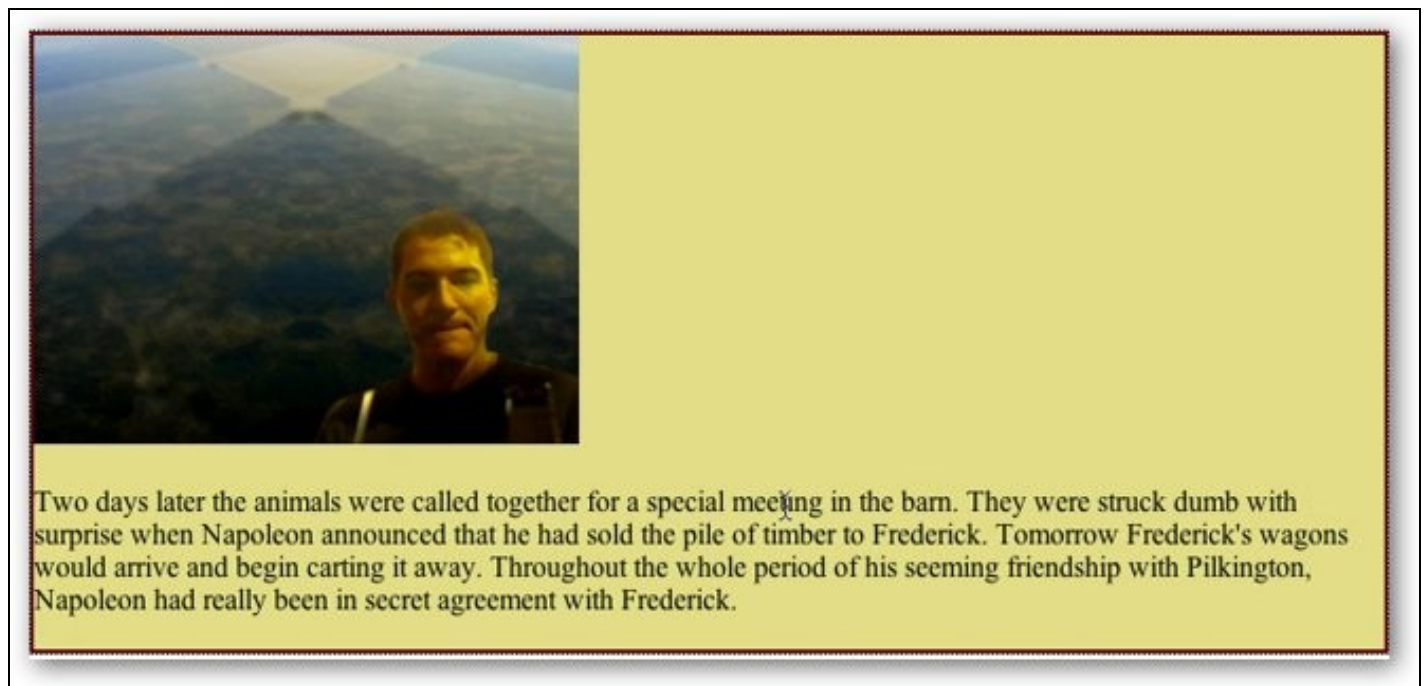 Two days later the animals were called together for a special meeting in the barn. They were struck dumb with
surprise when Napoleon announced that he had sold the pile of timber to Frederick. Tomorrow Frederick's wagons
would arrive and begin carting it away. Throughout the whole period of his seeming friendship with Pilkington,
Napoleon had really been in secret agreement with Frederick.